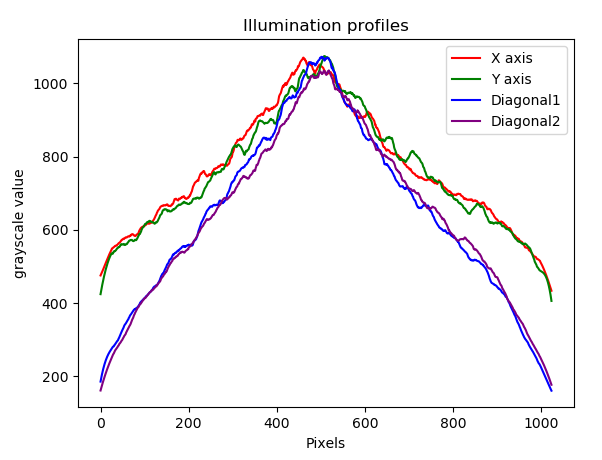 Illumination profiles
X axis
Y axis
Diagonal1
Diagonal2
grayscale value
1000
800
600
400
200
0 200 400 600 800 1000
Pixels